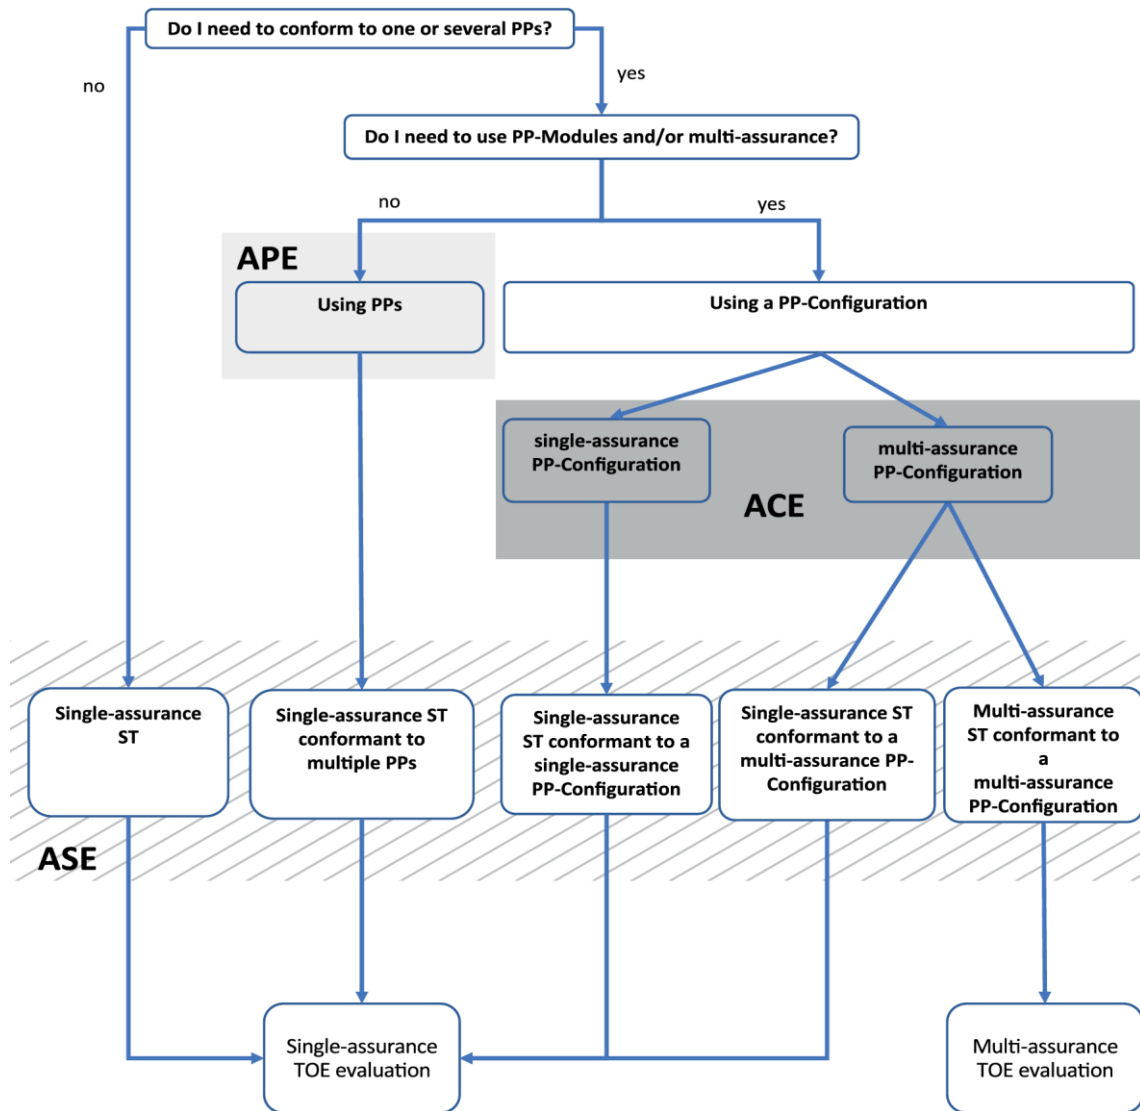 Do I need to conform to one or several PPs?
no
yes
Do I need to use PP-Modules and/or multi-assurance?
no
yes
APE
Using PPs
Using a PP-Configuration
single-assurance
PP-Configuration
multi-assurance
PP-Configuration
ACE
Single-assurance
ST
Single-assurance ST
conformant to
multiple PPs
Single-assurance
ST conformant to a
single-assurance
PP-Configuration
Single-assurance ST
conformant to a
multi-assurance PP-
Configuration
Multi-assurance
ST conformant to
a
multi-assurance
PP-Configuration
ASE
Single-assurance
TOE evaluation
Multi-assurance
TOE evaluation